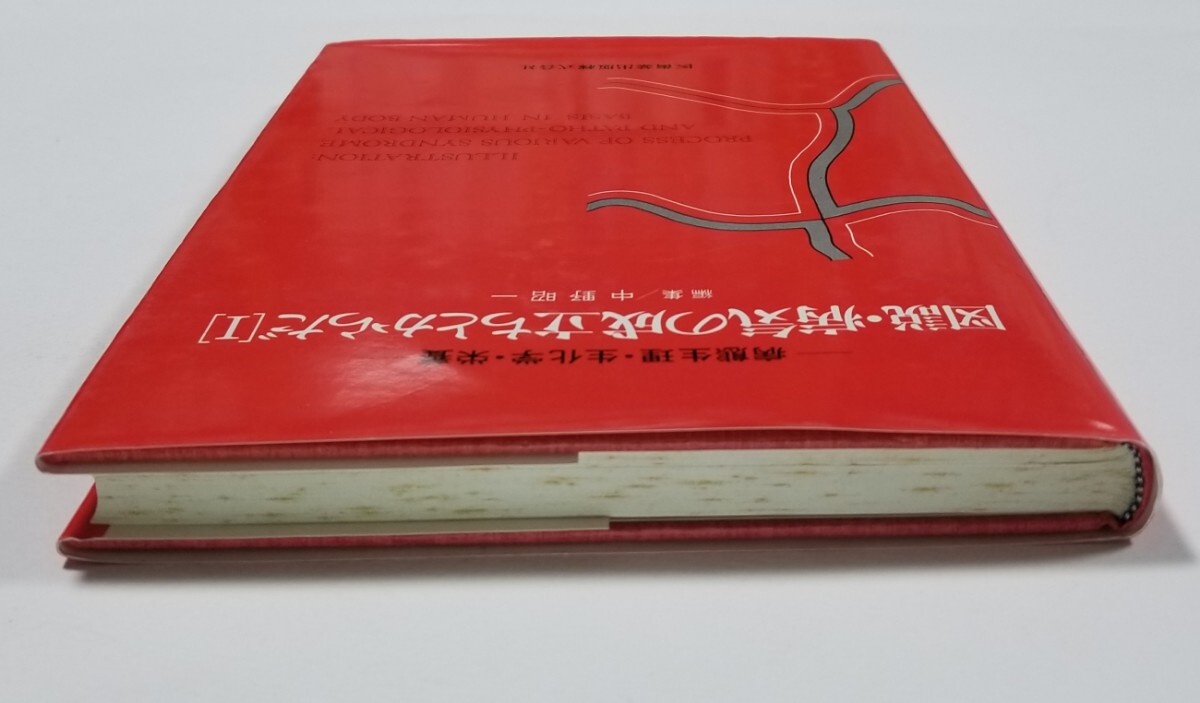 ——病態生理・生化学・栄養
図説・病気の成立ちとからだ[I]
編集/中野昭一
ILLUSTRATION:
PROCESS OF VARIOUS SYNDROME
AND PATHO-PHYSIOLOGICAL
BASIS IN HUMAN BODY
医歯薬出版株式会社